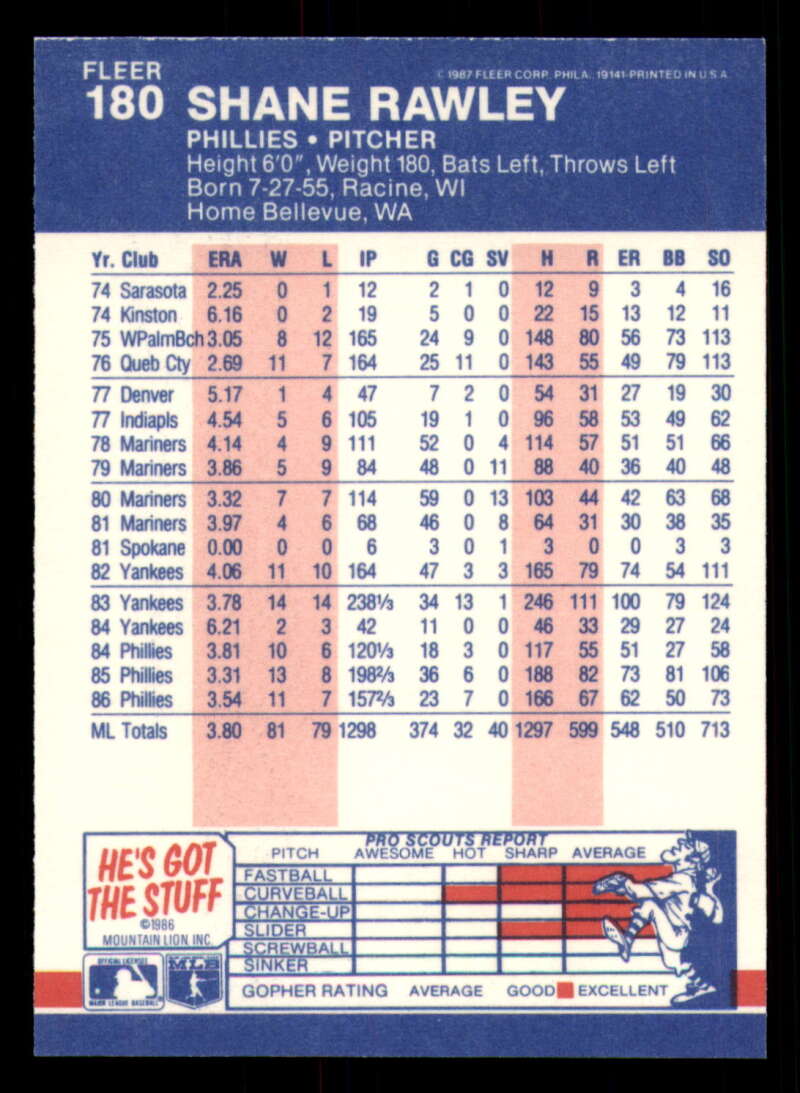 FLEER
© 1987 FLEER CORP. PHILA., 19141-PRINTED IN U.S.A.
180 SHANE RAWLEY
PHILLIES • PITCHER
Height 6'0", Weight 180, Bats Left, Throws Left
Born 7-27-55, Racine, WI
Home Bellevue, WA
Yr. Club ERA W L IP G CG SV H R ER BB SO
74 Sarasota 2.25 0 1 12 2 1 0 12 9 3 4 16
74 Kinston 6.16 0 2 19 5 0 0 22 15 13 12 11
75 WPalmBch 3.05 8 12 165 24 9 0 148 80 56 73 113
76 Queb Cty 2.69 11 7 164 25 11 0 143 55 49 79 113
77 Denver 5.17 1 4 47 7 2 0 54 31 27 19 30
77 Indiapls 4.54 5 6 105 19 1 0 96 58 53 49 62
78 Mariners 4.14 4 9 111 52 0 4 114 57 51 51 66
79 Mariners 3.86 5 9 84 48 0 11 88 40 36 40 48
80 Mariners 3.32 7 7 114 59 0 13 103 44 42 63 68
81 Mariners 3.97 4 6 68 46 0 8 64 31 30 38 35
81 Spokane 0.00 0 0 6 3 0 1 3 0 0 3 3
82 Yankees 4.06 11 10 164 47 3 3 165 79 74 54 111
83 Yankees 3.78 14 14 238⅓ 34 13 1 246 111 100 79 124
84 Yankees 6.21 2 3 42 11 0 0 46 33 29 27 24
84 Phillies 3.81 10 6 120⅓ 18 3 0 117 55 51 27 58
85 Phillies 3.31 13 8 198⅔ 36 6 0 188 82 73 81 106
86 Phillies 3.54 11 7 157⅔ 23 7 0 166 67 62 50 73
ML Totals 3.80 81 79 1298 374 32 40 1297 599 548 510 713
HE'S GOT
THE STUFF
©1986
MOUNTAIN LION, INC.
OFFICIAL LICENSEE
MAJOR LEAGUE BASEBALL
MLB
PRO SCOUTS REPORT
PITCH AWESOME HOT SHARP AVERAGE
FASTBALL
CURVEBALL
CHANGE-UP
SLIDER
SCREWBALL
SINKER
GOPHER RATING AVERAGE GOOD EXCELLENT